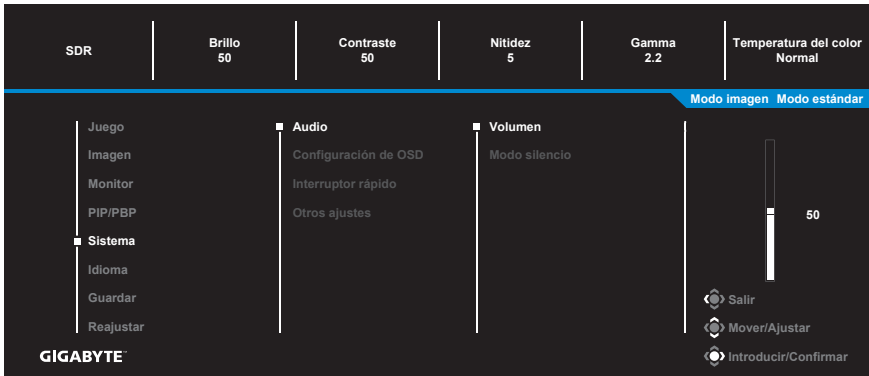 SDR
Brillo
50
Contraste
50
Nitidez
5
Gamma
2.2
Temperatura del color
Normal
Modo imagen Modo estándar
Juego
Imagen
Monitor
PIP/PBP
Sistema
Idioma
Guardar
Reajustar
Audio
Configuración de OSD
Interruptor rápido
Otros ajustes
Volumen
Modo silencio
50
Salir
Mover/Ajustar
Introducir/Confirmar
GIGABYTE™